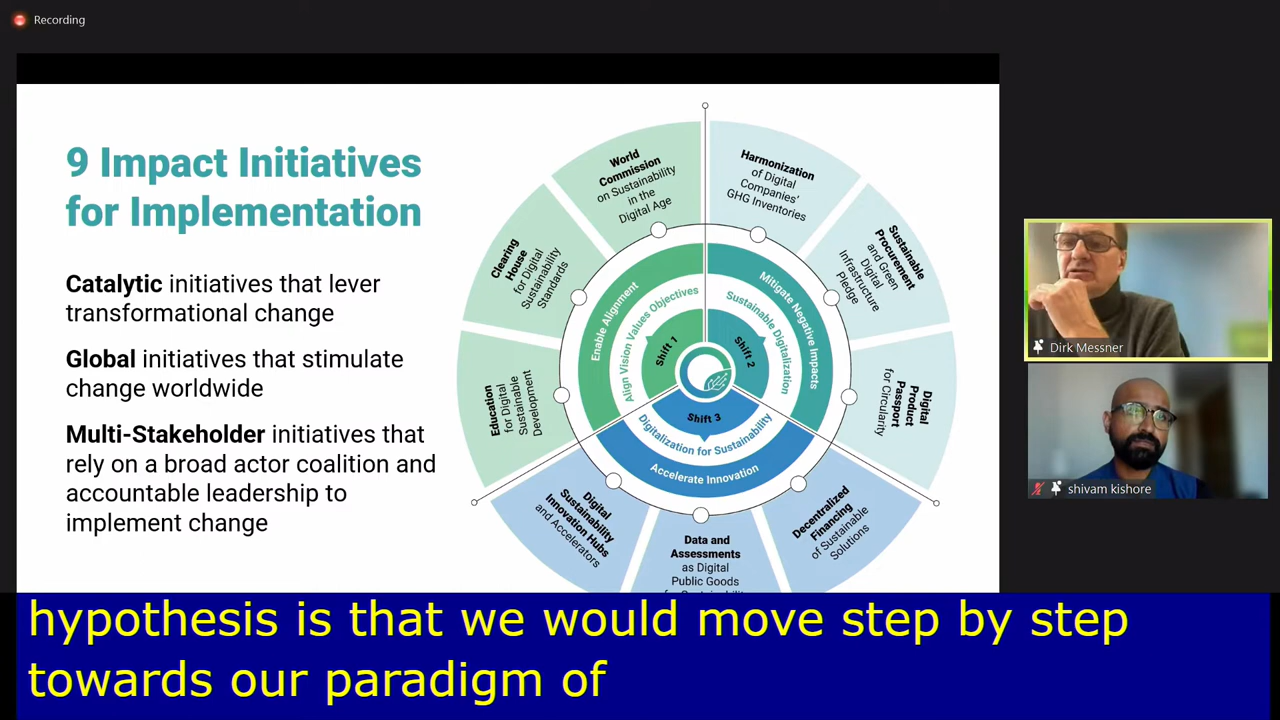 Recording
9 Impact Initiatives
for Implementation
Catalytic initiatives that lever
transformational change
Global initiatives that stimulate
change worldwide
Multi-Stakeholder initiatives that
rely on a broad actor coalition and
accountable leadership to
implement change
World
Commission
on Sustainability
in the
Digital Age
Harmonization
of Digital
Companies'
GHG Inventories
Clearing
House
for Digital
Sustainability
Standards
Sustainable
Procurement
and Green
Digital
Infrastructure
Pledge
Education
for Digital
Sustainable
Development
Digital
Product
Passport
for Circularity
Digital
Sustainability
Innovation Hubs
and Accelerators
Data and
Assessments
as Digital
Public Goods
Decentralized
Financing
of Sustainable
Solutions
Enable Alignment
Align Vision Values Objectives
Shift 1
Mitigate Negative Impacts
Sustainable Digitalization
Shift 2
Shift 3
Digitalization for Sustainability
Accelerate Innovation
Dirk Messner
shivam kishore
hypothesis is that we would move step by step
towards our paradigm of